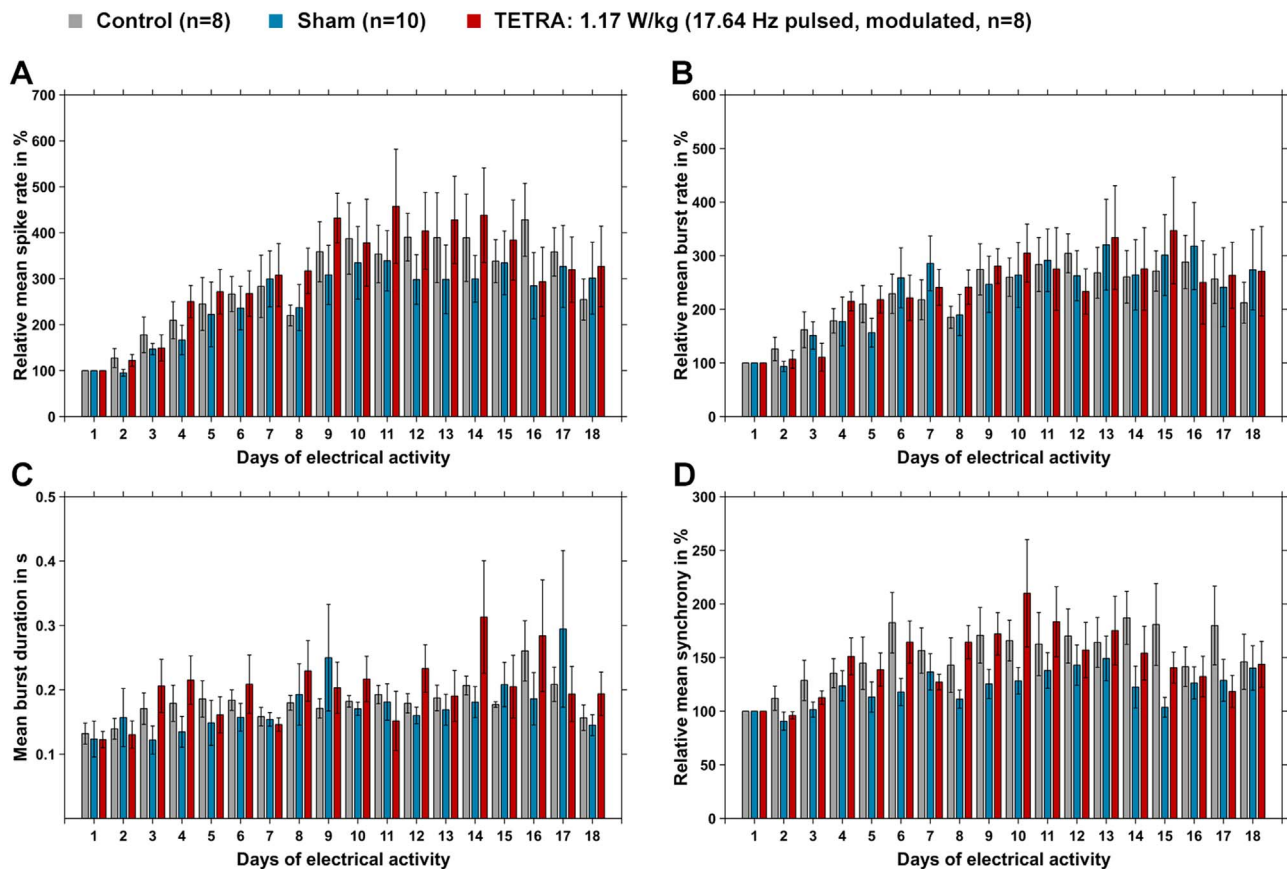 Control (n=8) Sham (n=10) TETRA: 1.17 W/kg (17.64 Hz pulsed, modulated, n=8)
A
Relative mean spike rate in %
700
600
500
400
300
200
100
0
1 2 3 4 5 6 7 8 9 10 11 12 13 14 15 16 17 18
Days of electrical activity
B
Relative mean burst rate in %
600
500
400
300
200
100
0
1 2 3 4 5 6 7 8 9 10 11 12 13 14 15 16 17 18
Days of electrical activity
C
Mean burst duration in s
0.5
0.4
0.3
0.2
0.1
1 2 3 4 5 6 7 8 9 10 11 12 13 14 15 16 17 18
Days of electrical activity
D
Relative mean synchrony in %
300
250
200
150
100
50
0
1 2 3 4 5 6 7 8 9 10 11 12 13 14 15 16 17 18
Days of electrical activity